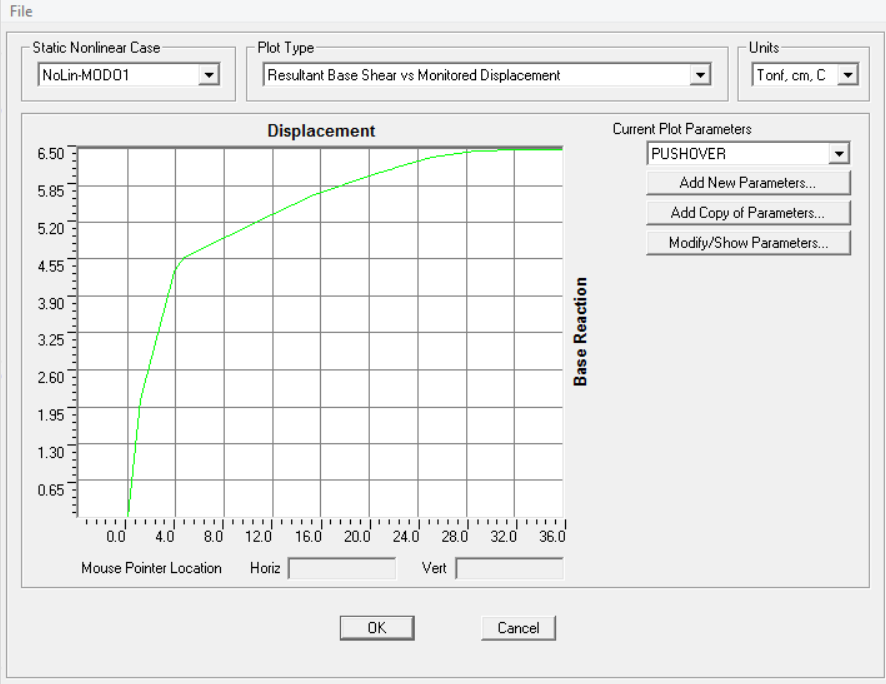 File
Static Nonlinear Case
NoLin-MODO1
Plot Type
Resultant Base Shear vs Monitored Displacement
Units
Tonf, cm, C
Displacement
6.50
5.85
5.20
4.55
3.90
3.25
2.60
1.95
1.30
0.65
0.0 4.0 8.0 12.0 16.0 20.0 24.0 28.0 32.0 36.0
Base Reaction
Current Plot Parameters
PUSHOVER
Add New Parameters...
Add Copy of Parameters...
Modify/Show Parameters...
Mouse Pointer Location Horiz Vert
OK Cancel